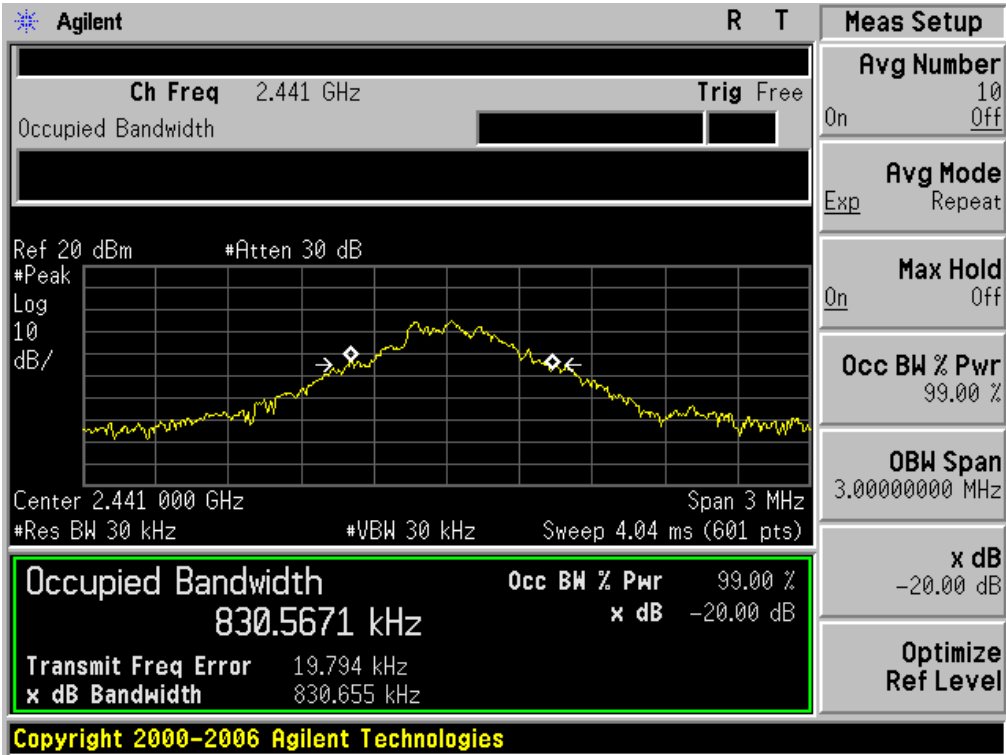 Agilent R T
Ch Freq 2.441 GHz Trig Free
Occupied Bandwidth
Ref 20 dBm #Atten 30 dB
#Peak
Log
10
dB/
Center 2.441 000 GHz Span 3 MHz
#Res BW 30 kHz #VBW 30 kHz Sweep 4.04 ms (601 pts)
Occupied Bandwidth Occ BW % Pwr 99.00 %
830.5671 kHz x dB -20.00 dB
Transmit Freq Error 19.794 kHz
x dB Bandwidth 830.655 kHz
Copyright 2000-2006 Agilent Technologies
Meas Setup
Avg Number
10
On Off
Avg Mode
Exp Repeat
Max Hold
On Off
Occ BW % Pwr
99.00 %
OBW Span
3.00000000 MHz
x dB
-20.00 dB
Optimize
Ref Level